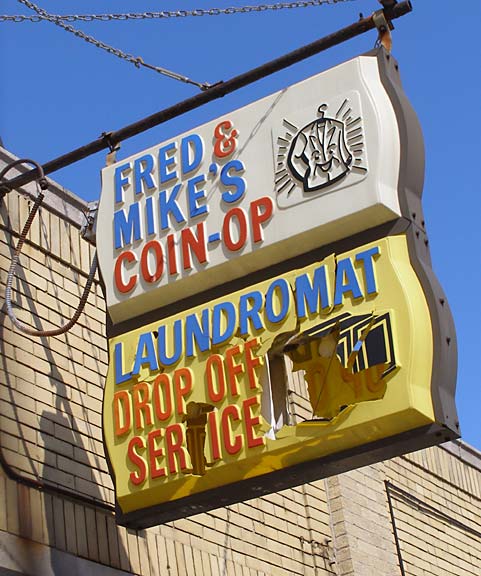 FRED &
MIKE'S
COIN-OP
LAUNDROMAT
DROP OFF
SERVICE